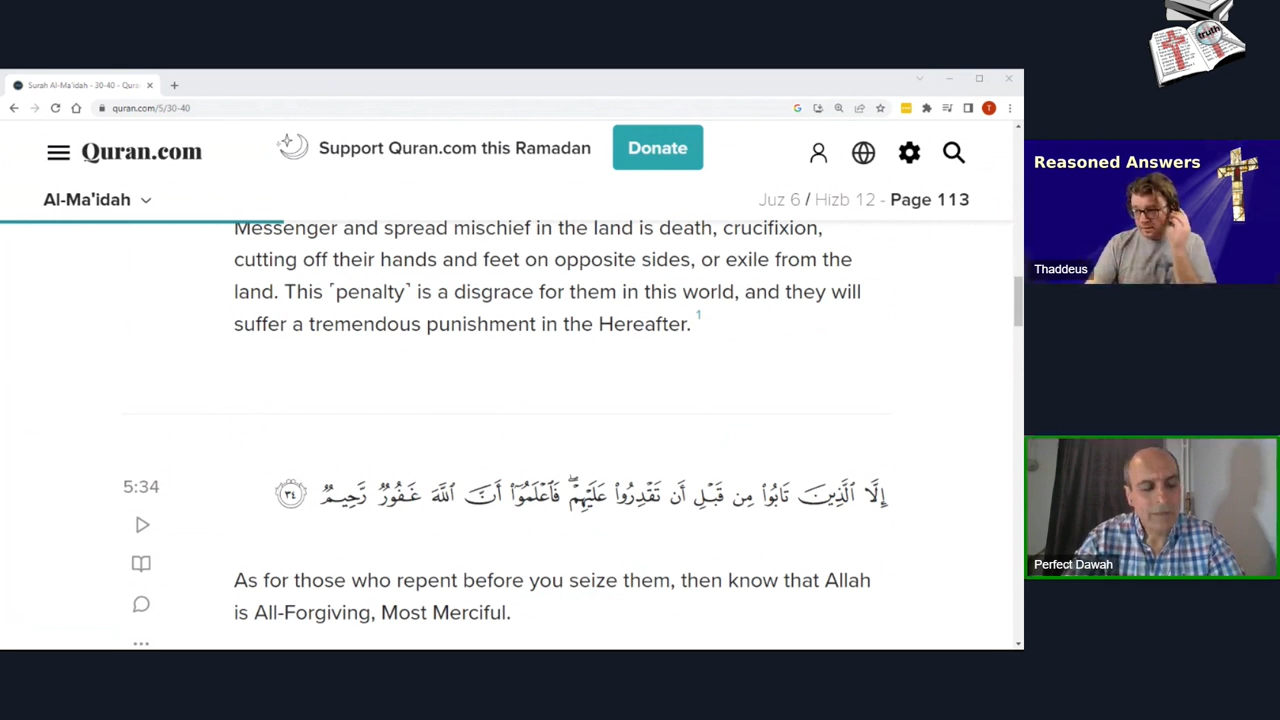 truth
Surah Al-Ma'idah - 30-40 - Qura
quran.com/5/30-40
T
Quran.com
Support Quran.com this Ramadan
Donate
Al-Ma'idah
Juz 6 / Hizb 12 - Page 113
Messenger and spread mischief in the land is death, crucifixion,
cutting off their hands and feet on opposite sides, or exile from the
land. This ˹penalty˺ is a disgrace for them in this world, and they will
suffer a tremendous punishment in the Hereafter. 1
5:34
إِلَّا ٱلَّذِينَ تَابُوا۟ مِن قَبْلِ أَن تَقْدِرُوا۟ عَلَيْهِمْ ۖ فَٱعْلَمُوٓا۟ أَنَّ ٱللَّهَ غَفُورٌ رَّحِيمٌ ٣٤
As for those who repent before you seize them, then know that Allah
is All-Forgiving, Most Merciful.
Reasoned Answers
Thaddeus
Perfect Dawah